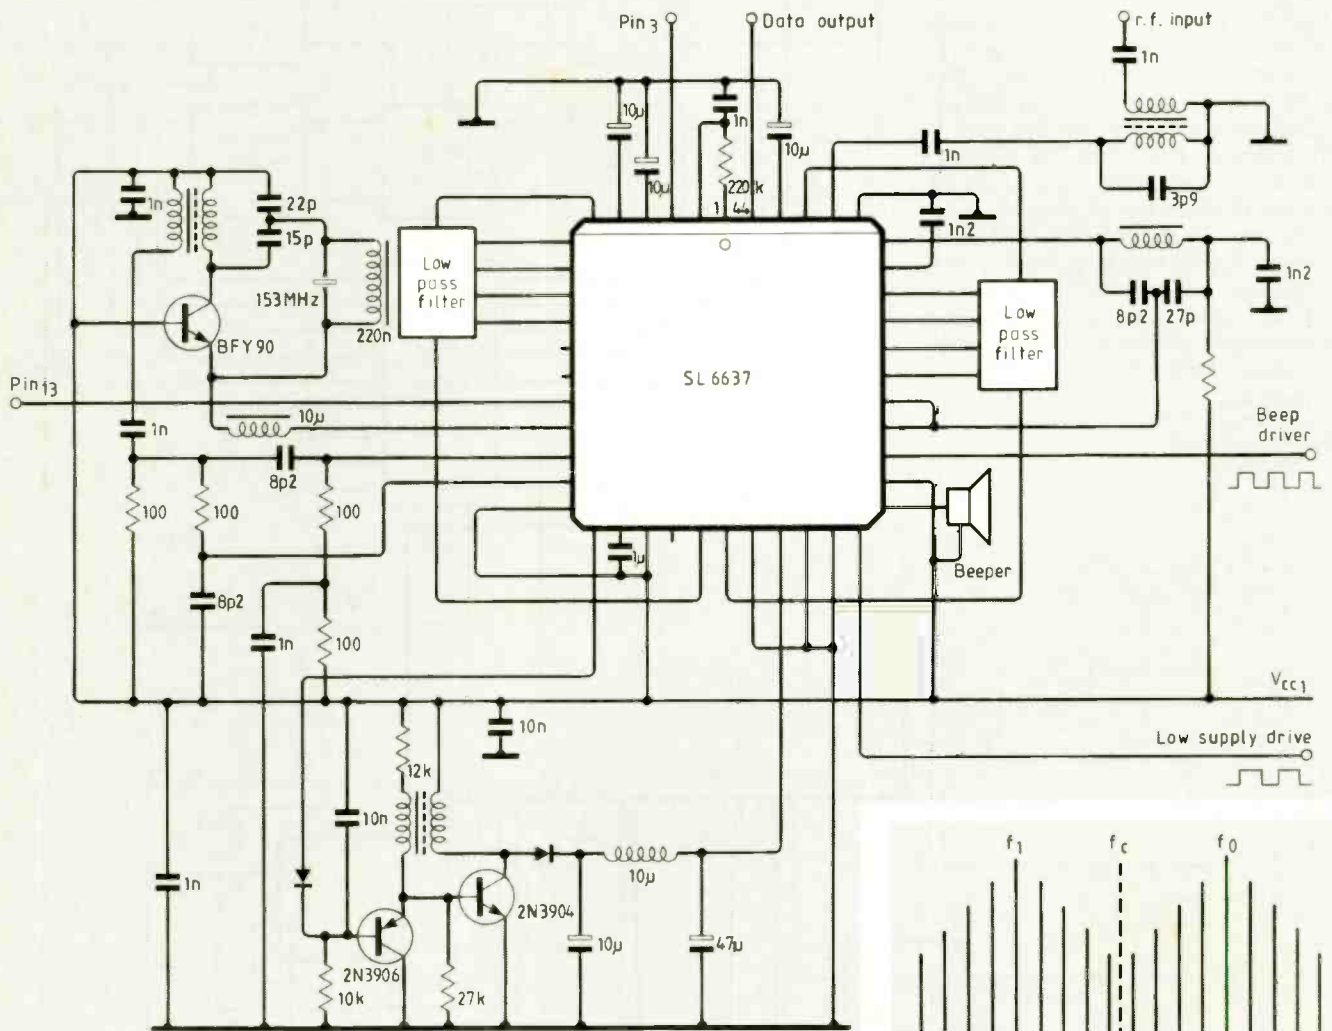 Pin 3
Data output
r.f. input
1n
10μ
10μ
1n
10μ
220k
1
44
1n
3p9
1n
22p
15p
153MHz
220n
BFY90
Low
pass
filter
SL6637
1n2
Low
pass
filter
8p2
27p
1n2
Pin 13
10μ
1n
8p2
100
100
100
Beep
driver
Beeper
1μ
8p2
1n
100
10n
Vcc1
Low supply drive
12k
10n
1n
10μ
2N3904
2N3906
10k
27k
10μ
47μ
f1
fc
f0